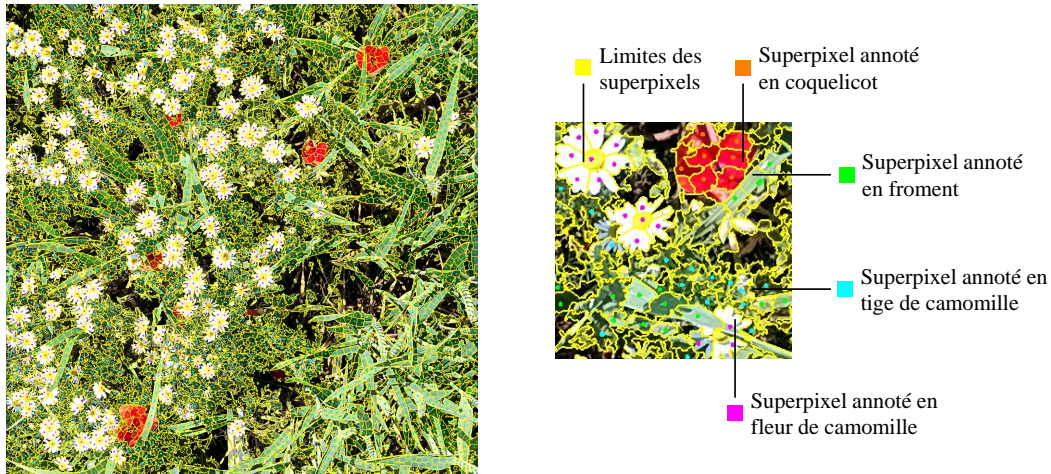 Limites des
superpixels
Superpixel annoté
en coquelicot
Superpixel annoté
en froment
Superpixel annoté en
tige de camomille
Superpixel annoté en
fleur de camomille